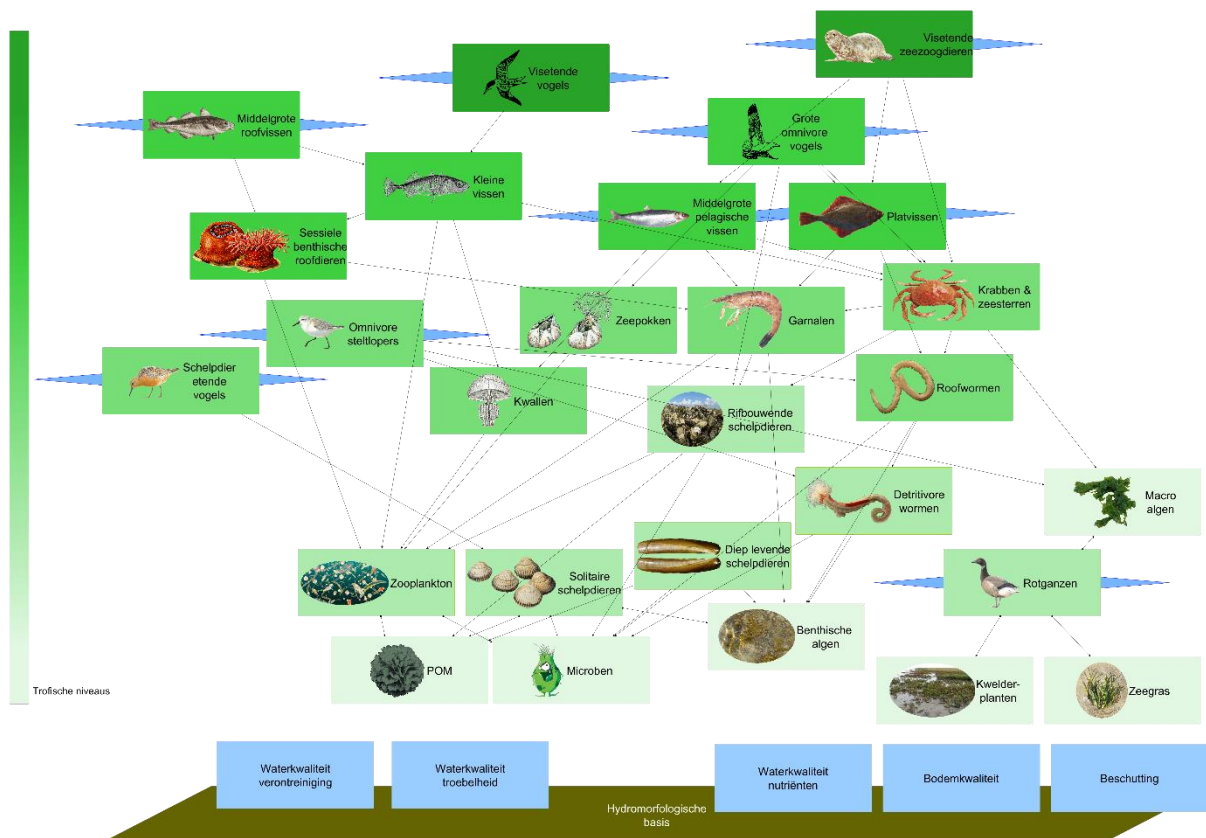 Visetende
zeezoogdieren
Visetende
vogels
Middelgrote
roofvissen
Grote
omnivore
vogels
Kleine
vissen
Middelgrote
pelagische
vissen
Platvissen
Sessiele
benthische
roofdieren
Krabben &
zeesterren
Zeepokken
Garnalen
Omnivore
steltlopers
Schelpdier
etende
vogels
Kwallen
Rifbouwende
schelpdieren
Roofwormen
Detritivore
wormen
Macro
algen
Zooplankton
Solitaire
schelpdieren
Diep levende
schelpdieren
Rotganzen
POM
Microben
Benthische
algen
Kwelder-
planten
Zeegras
Trofische niveaus
Waterkwaliteit
verontreiniging
Waterkwaliteit
troebelheid
Waterkwaliteit
nutriënten
Bodemkwaliteit
Beschutting
Hydromorfologische
basis